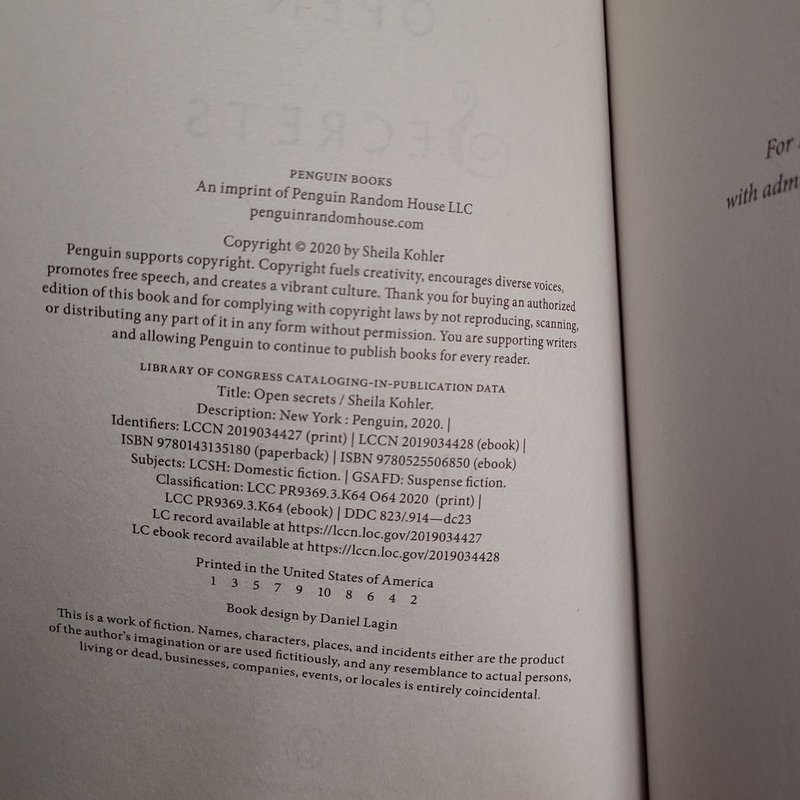 OPEN
SECRETS
PENGUIN BOOKS
An imprint of Penguin Random House LLC
penguinrandomhouse.com
Copyright © 2020 by Sheila Kohler
Penguin supports copyright. Copyright fuels creativity, encourages diverse voices,
promotes free speech, and creates a vibrant culture. Thank you for buying an authorized
edition of this book and for complying with copyright laws by not reproducing, scanning,
or distributing any part of it in any form without permission. You are supporting writers
and allowing Penguin to continue to publish books for every reader.
LIBRARY OF CONGRESS CATALOGING-IN-PUBLICATION DATA
Title: Open secrets / Sheila Kohler.
Description: New York : Penguin, 2020. |
Identifiers: LCCN 2019034427 (print) | LCCN 2019034428 (ebook) |
ISBN 9780143135180 (paperback) | ISBN 9780525506850 (ebook)
Subjects: LCSH: Domestic fiction. | GSAFD: Suspense fiction.
Classification: LCC PR9369.3.K64 O64 2020 (print) |
LCC PR9369.3.K64 (ebook) | DDC 823/.914—dc23
LC record available at https://lccn.loc.gov/2019034427
LC ebook record available at https://lccn.loc.gov/2019034428
Printed in the United States of America
1 3 5 7 9 10 8 6 4 2
Book design by Daniel Lagin
This is a work of fiction. Names, characters, places, and incidents either are the product
of the author's imagination or are used fictitiously, and any resemblance to actual persons,
living or dead, businesses, companies, events, or locales is entirely coincidental.
For
with adm